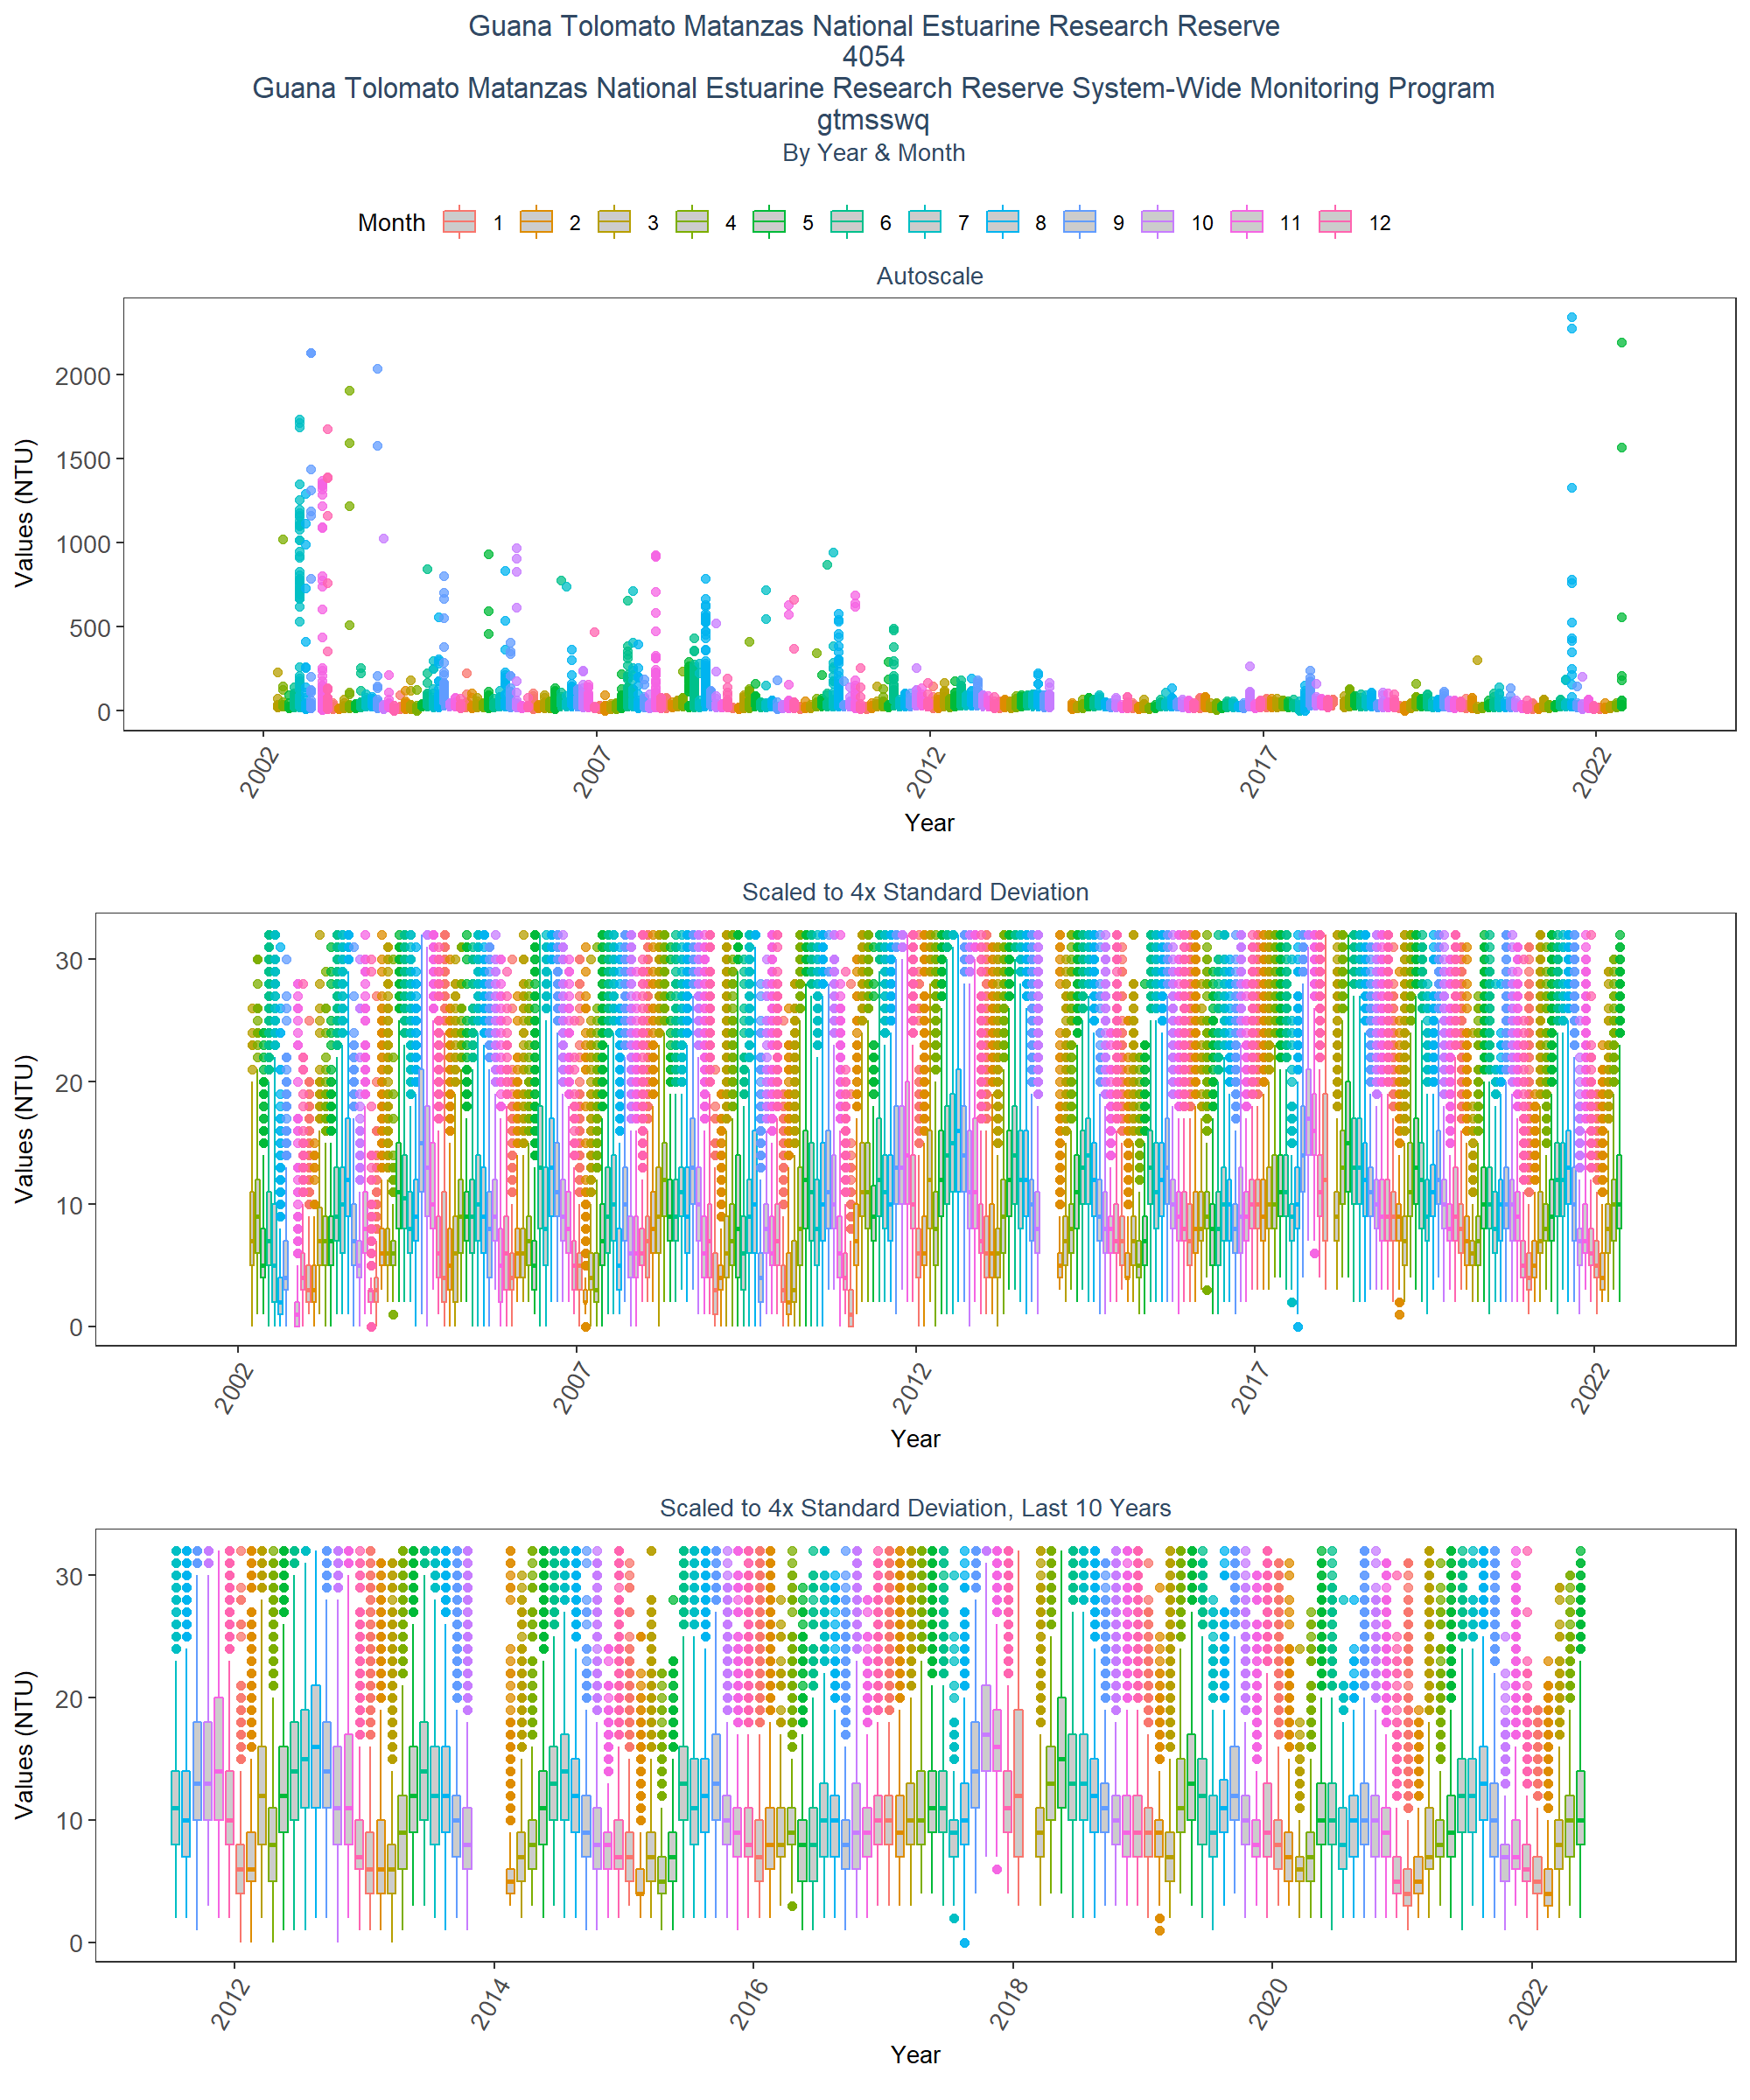 Guana Tolomato Matanzas National Estuarine Research Reserve
4054
Guana Tolomato Matanzas National Estuarine Research Reserve System-Wide Monitoring Program
gtmsswq
By Year & Month
Month 1 2 3 4 5 6 7 8 9 10 11 12
Autoscale
Values (NTU)
2000
1500
1000
500
0
2002 2007 2012 2017 2022
Year
Scaled to 4x Standard Deviation
Values (NTU)
30
20
10
0
2002 2007 2012 2017 2022
Year
Scaled to 4x Standard Deviation, Last 10 Years
Values (NTU)
30
20
10
0
2012 2014 2016 2018 2020 2022
Year